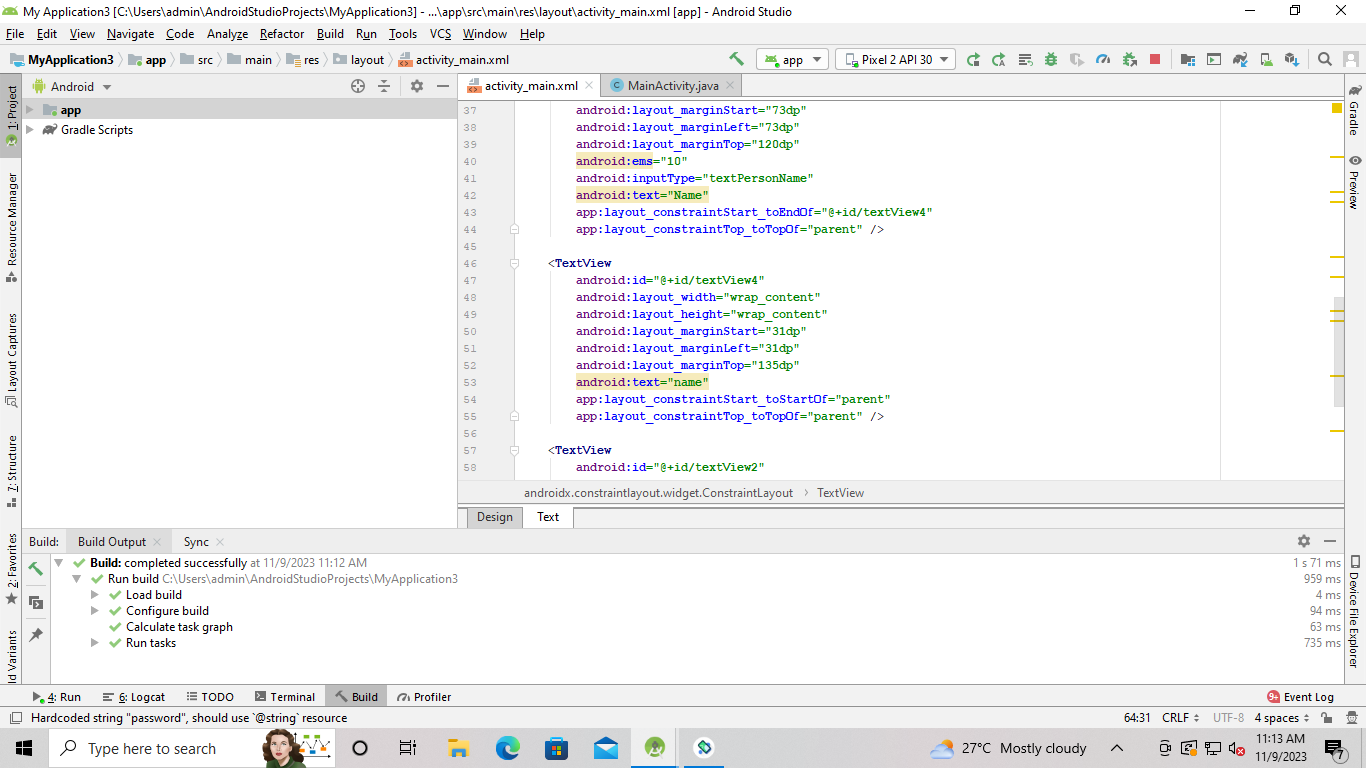 My Application3 [C:\Users\admin\AndroidStudioProjects\MyApplication3] - ...\app\src\main\res\layout\activity_main.xml [app] - Android Studio
File Edit View Navigate Code Analyze Refactor Build Run Tools VCS Window Help
MyApplication3 app src main res layout activity_main.xml app Pixel 2 API 30
Android activity_main.xml MainActivity.java
app
Gradle Scripts
1: Project
Resource Manager
Layout Captures
7: Structure
2: Favorites
ld Variants
37 android:layout_marginStart="73dp"
38 android:layout_marginLeft="73dp"
39 android:layout_marginTop="120dp"
40 android:ems="10"
41 android:inputType="textPersonName"
42 android:text="Name"
43 app:layout_constraintStart_toEndOf="@+id/textView4"
44 app:layout_constraintTop_toTopOf="parent" />
45
46 <TextView
47 android:id="@+id/textView4"
48 android:layout_width="wrap_content"
49 android:layout_height="wrap_content"
50 android:layout_marginStart="31dp"
51 android:layout_marginLeft="31dp"
52 android:layout_marginTop="135dp"
53 android:text="name"
54 app:layout_constraintStart_toStartOf="parent"
55 app:layout_constraintTop_toTopOf="parent" />
56
57 <TextView
58 android:id="@+id/textView2"
androidx.constraintlayout.widget.ConstraintLayout › TextView
Design Text
Gradle
Preview
Device File Explorer
Build: Build Output Sync
Build: completed successfully at 11/9/2023 11:12 AM 1 s 71 ms
Run build C:\Users\admin\AndroidStudioProjects\MyApplication3 959 ms
Load build 4 ms
Configure build 94 ms
Calculate task graph 63 ms
Run tasks 735 ms
4: Run 6: Logcat TODO Terminal Build Profiler 9+ Event Log
Hardcoded string "password", should use `@string` resource 64:31 CRLF UTF-8 4 spaces
Type here to search 27°C Mostly cloudy 11:13 AM
11/9/2023 7